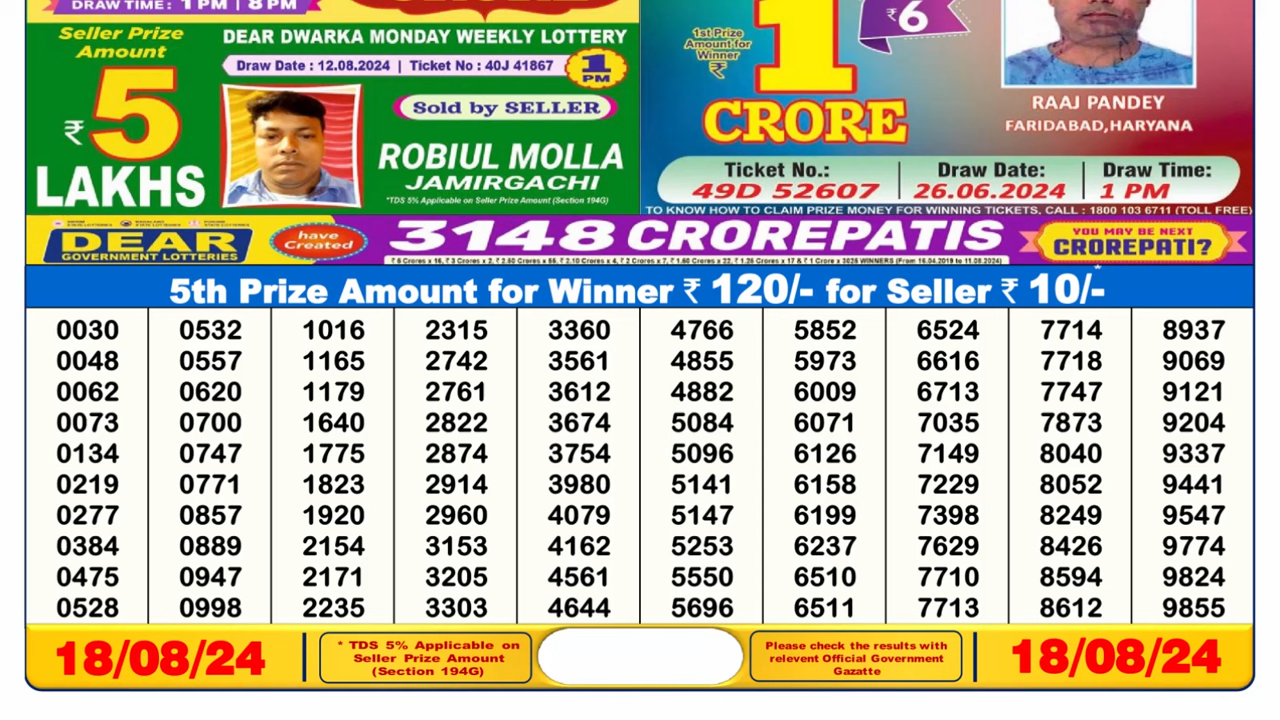 DRAW TIME : 1 PM | 8 PM
CRORE
Seller Prize
Amount
₹ 5
LAKHS
DEAR DWARKA MONDAY WEEKLY LOTTERY
Draw Date : 12.08.2024 | Ticket No : 40J 41867
1
PM
Sold by SELLER
ROBIUL MOLLA
JAMIRGACHI
*TDS 5% Applicable on Seller Prize Amount (Section 194G)
1st Prize
Amount for
Winner
₹
1
CRORE
₹6
RAAJ PANDEY
FARIDABAD,HARYANA
Ticket No.: | Draw Date: | Draw Time:
49D 52607 | 26.06.2024 | 1 PM
TO KNOW HOW TO CLAIM PRIZE MONEY FOR WINNING TICKETS, CALL : 1800 103 6711 (TOLL FREE)
DEAR
GOVERNMENT LOTTERIES
have
Created
3148 CROREPATIS
YOU MAY BE NEXT
CROREPATI?
5th Prize Amount for Winner ₹ 120/- for Seller ₹ 10/-*
0030 0532 1016 2315 3360 4766 5852 6524 7714 8937
0048 0557 1165 2742 3561 4855 5973 6616 7718 9069
0062 0620 1179 2761 3612 4882 6009 6713 7747 9121
0073 0700 1640 2822 3674 5084 6071 7035 7873 9204
0134 0747 1775 2874 3754 5096 6126 7149 8040 9337
0219 0771 1823 2914 3980 5141 6158 7229 8052 9441
0277 0857 1920 2960 4079 5147 6199 7398 8249 9547
0384 0889 2154 3153 4162 5253 6237 7629 8426 9774
0475 0947 2171 3205 4561 5550 6510 7710 8594 9824
0528 0998 2235 3303 4644 5696 6511 7713 8612 9855
18/08/24
* TDS 5% Applicable on
Seller Prize Amount
(Section 194G)
Please check the results with
relevent Official Government
Gazatte
18/08/24